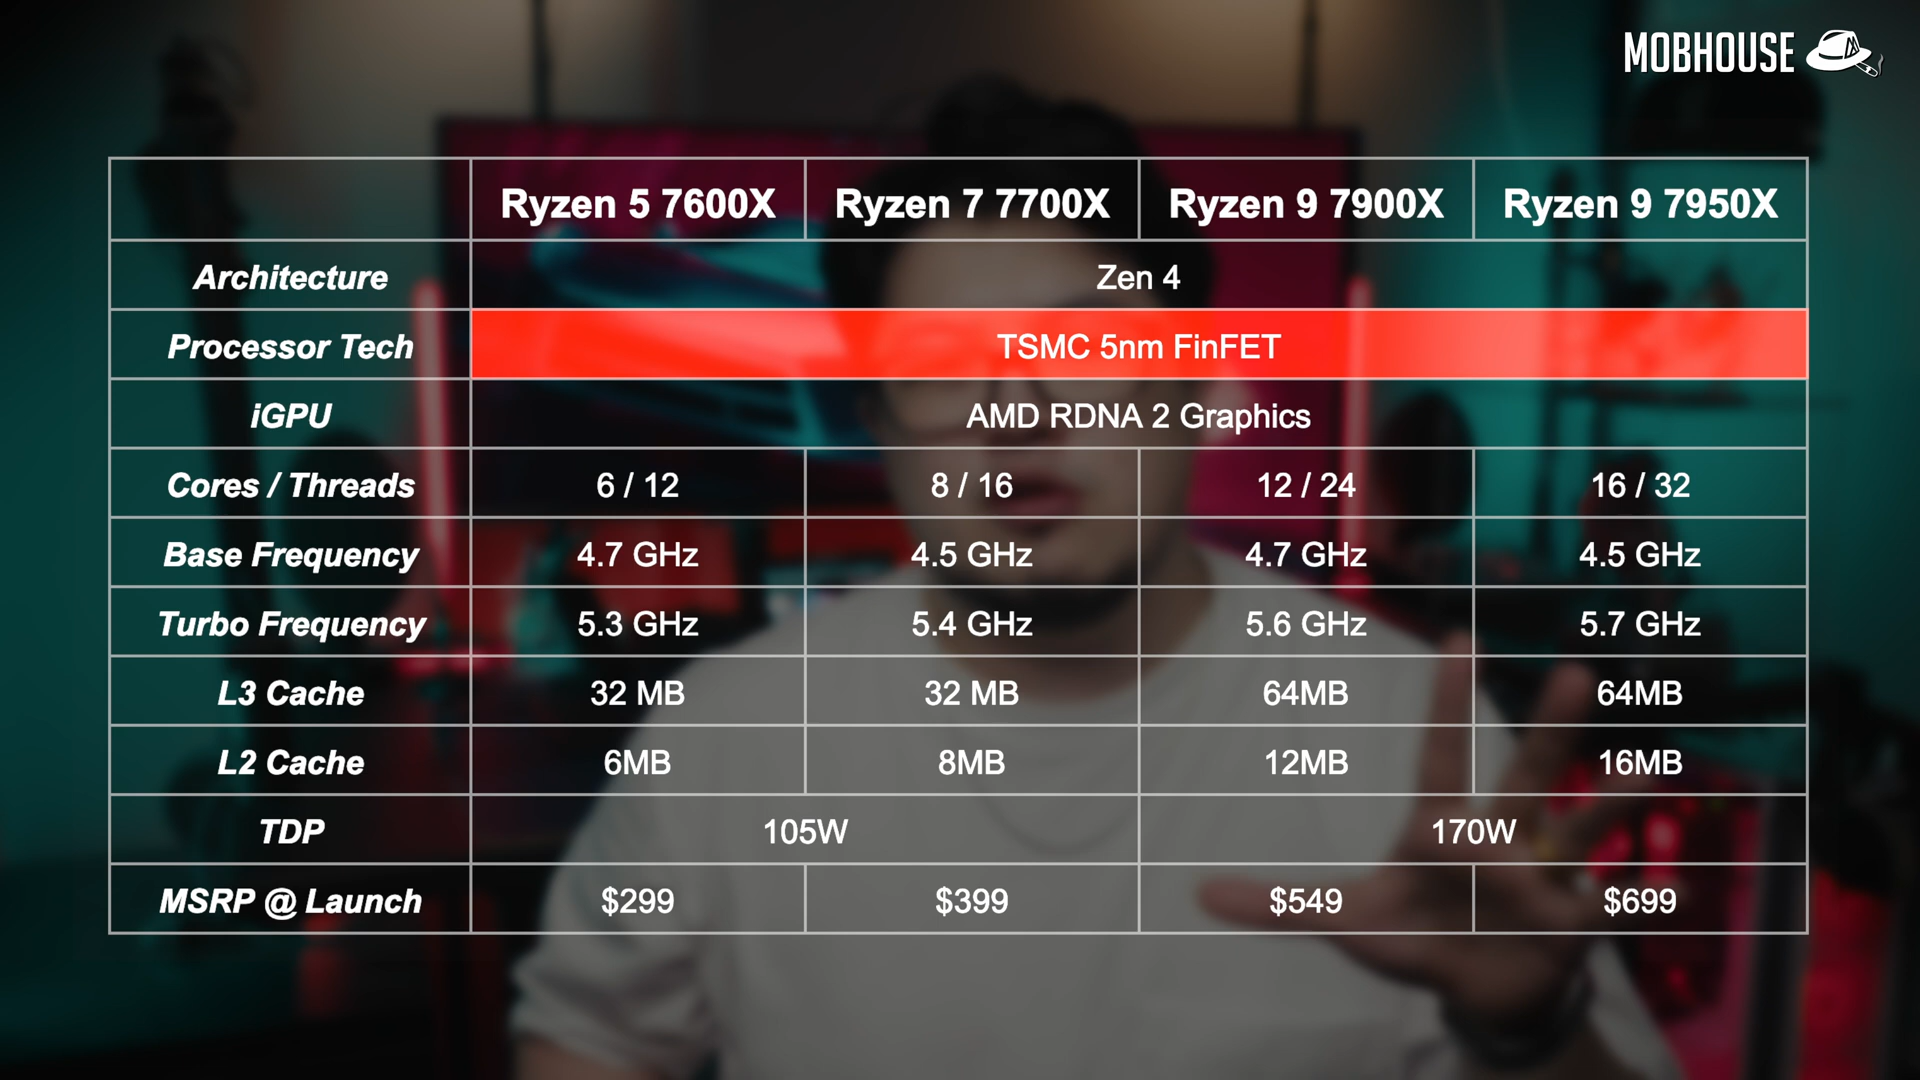 MOBHOUSE
Ryzen 5 7600X Ryzen 7 7700X Ryzen 9 7900X Ryzen 9 7950X
Architecture Zen 4
Processor Tech TSMC 5nm FinFET
iGPU AMD RDNA 2 Graphics
Cores / Threads 6 / 12 8 / 16 12 / 24 16 / 32
Base Frequency 4.7 GHz 4.5 GHz 4.7 GHz 4.5 GHz
Turbo Frequency 5.3 GHz 5.4 GHz 5.6 GHz 5.7 GHz
L3 Cache 32 MB 32 MB 64MB 64MB
L2 Cache 6MB 8MB 12MB 16MB
TDP 105W 170W
MSRP @ Launch $299 $399 $549 $699